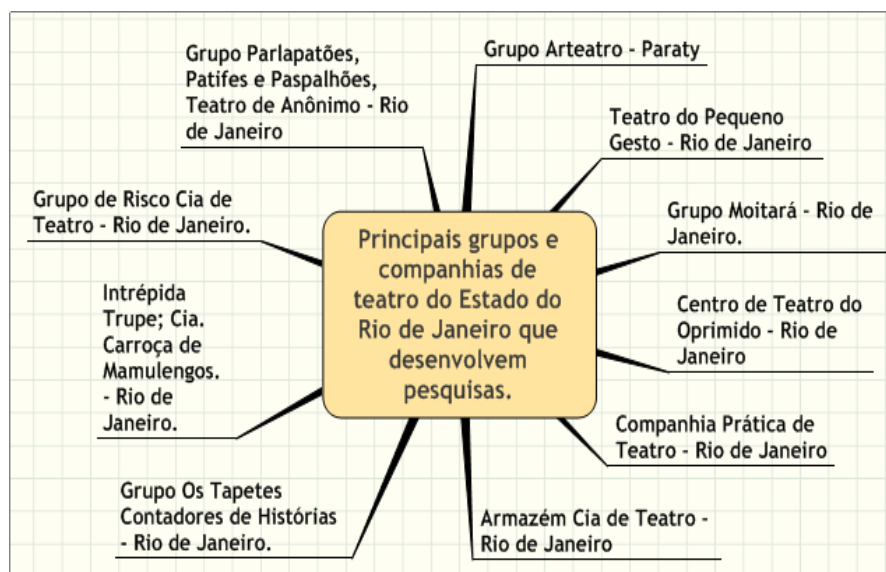 Principais grupos e
companhias de
teatro do Estado do
Rio de Janeiro que
desenvolvem
pesquisas.
Grupo Arteatro - Paraty
Teatro do Pequeno
Gesto - Rio de Janeiro
Grupo Moitará - Rio de
Janeiro.
Centro de Teatro do
Oprimido - Rio de
Janeiro
Companhia Prática de
Teatro - Rio de Janeiro
Armazém Cia de Teatro -
Rio de Janeiro
Grupo Os Tapetes
Contadores de Histórias
- Rio de Janeiro.
Intrépida
Trupe; Cia.
Carroça de
Mamulengos.
- Rio de
Janeiro.
Grupo de Risco Cia de
Teatro - Rio de Janeiro.
Grupo Parlapatões,
Patifes e Paspalhões,
Teatro de Anônimo - Rio
de Janeiro